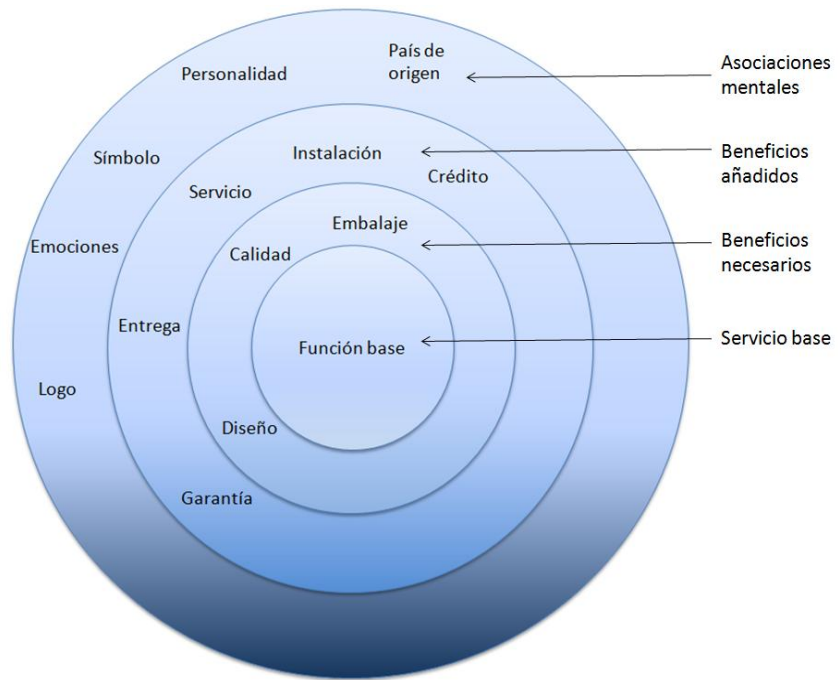 País de
origen
Personalidad
Asociaciones
mentales
Símbolo
Instalación
Beneficios
añadidos
Crédito
Servicio
Embalaje
Emociones
Calidad
Beneficios
necesarios
Entrega
Función base
Servicio base
Logo
Diseño
Garantía